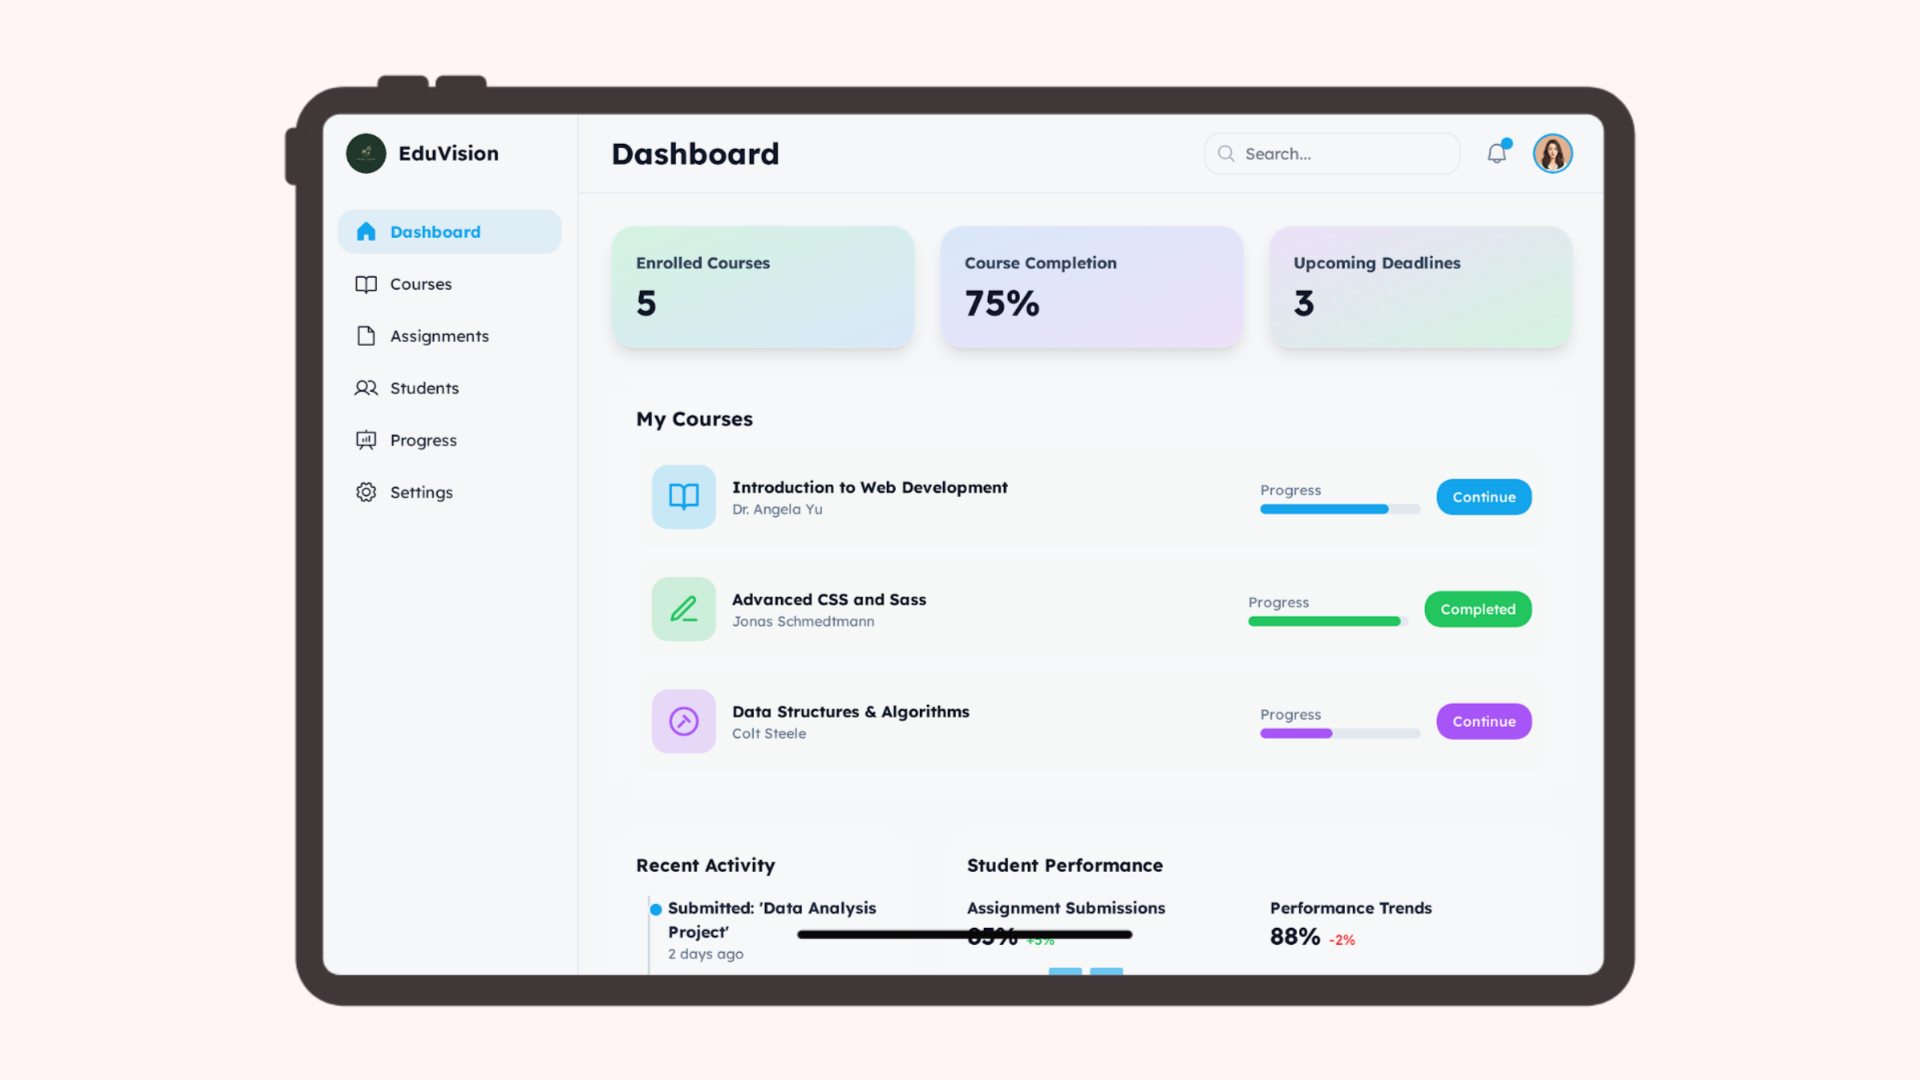 EduVision
Dashboard
Search...
Dashboard
Courses
Assignments
Students
Progress
Settings
Enrolled Courses
5
Course Completion
75%
Upcoming Deadlines
3
My Courses
Introduction to Web Development
Dr. Angela Yu
Progress
Continue
Advanced CSS and Sass
Jonas Schmedtmann
Progress
Completed
Data Structures & Algorithms
Colt Steele
Progress
Continue
Recent Activity
Submitted: 'Data Analysis
Project'
2 days ago
Student Performance
Assignment Submissions
Performance Trends
88% -2%